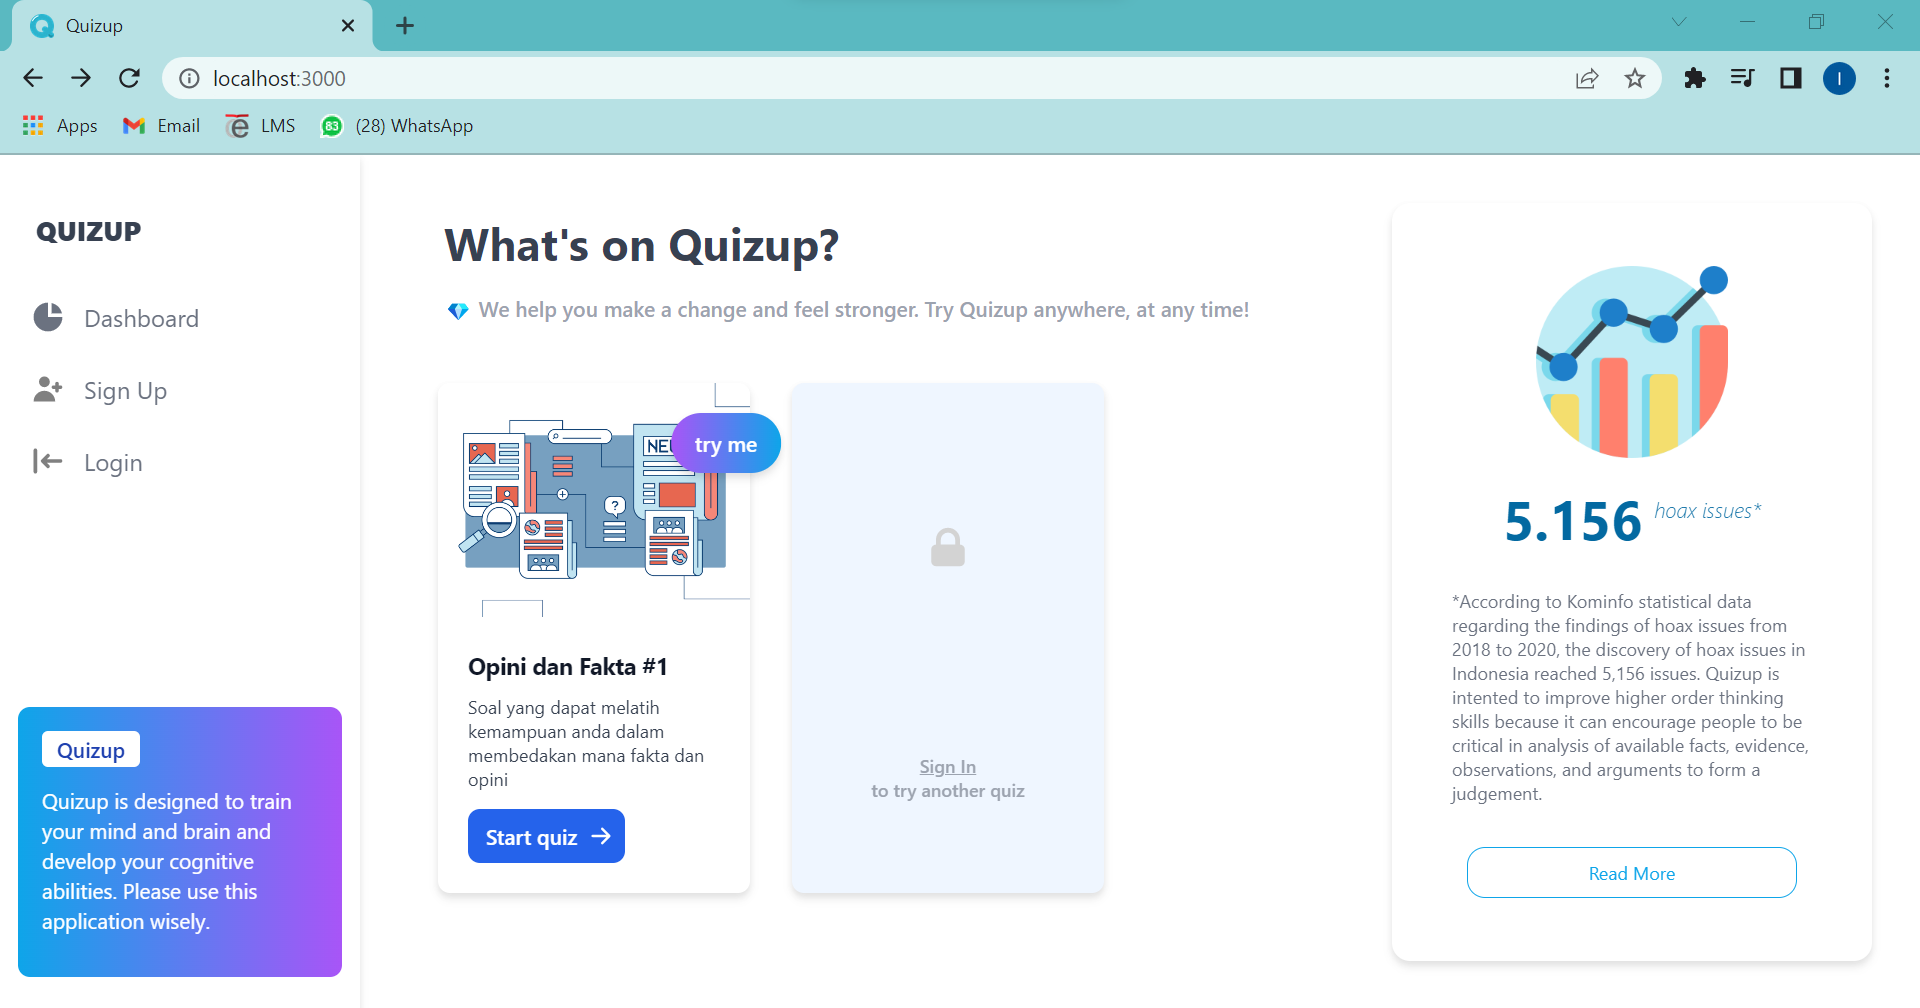 Quizup
localhost:3000
I
Apps
Email
LMS
83
(28) WhatsApp
QUIZUP
Dashboard
Sign Up
Login
Quizup
Quizup is designed to train
your mind and brain and
develop your cognitive
abilities. Please use this
application wisely.
What's on Quizup?
We help you make a change and feel stronger. Try Quizup anywhere, at any time!
try me
?
Opini dan Fakta #1
Soal yang dapat melatih
kemampuan anda dalam
membedakan mana fakta dan
opini
Start quiz
Sign In
to try another quiz
5.156 hoax issues*
*According to Kominfo statistical data
regarding the findings of hoax issues from
2018 to 2020, the discovery of hoax issues in
Indonesia reached 5,156 issues. Quizup is
intented to improve higher order thinking
skills because it can encourage people to be
critical in analysis of available facts, evidence,
observations, and arguments to form a
judgement.
Read More